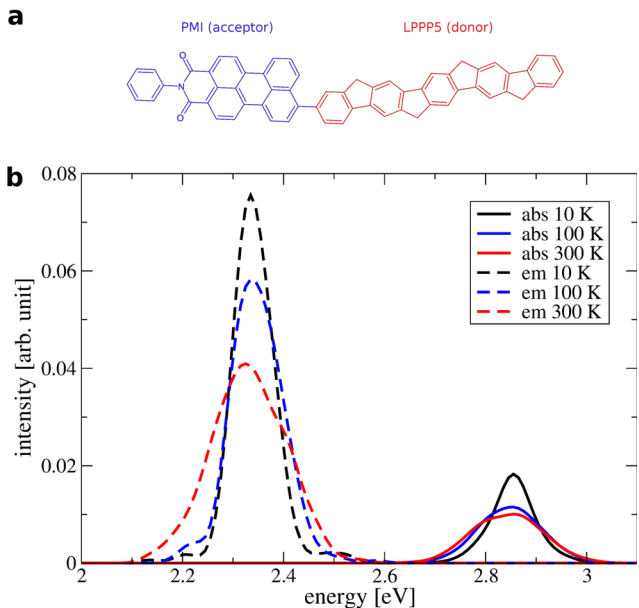 a
PMI (acceptor)
LPPP5 (donor)
O
N
O
b
0.08
0.06
0.04
0.02
0
intensity [arb. unit]
abs 10 K
abs 100 K
abs 300 K
em 10 K
em 100 K
em 300 K
2
2.2
2.4
2.6
2.8
3
energy [eV]